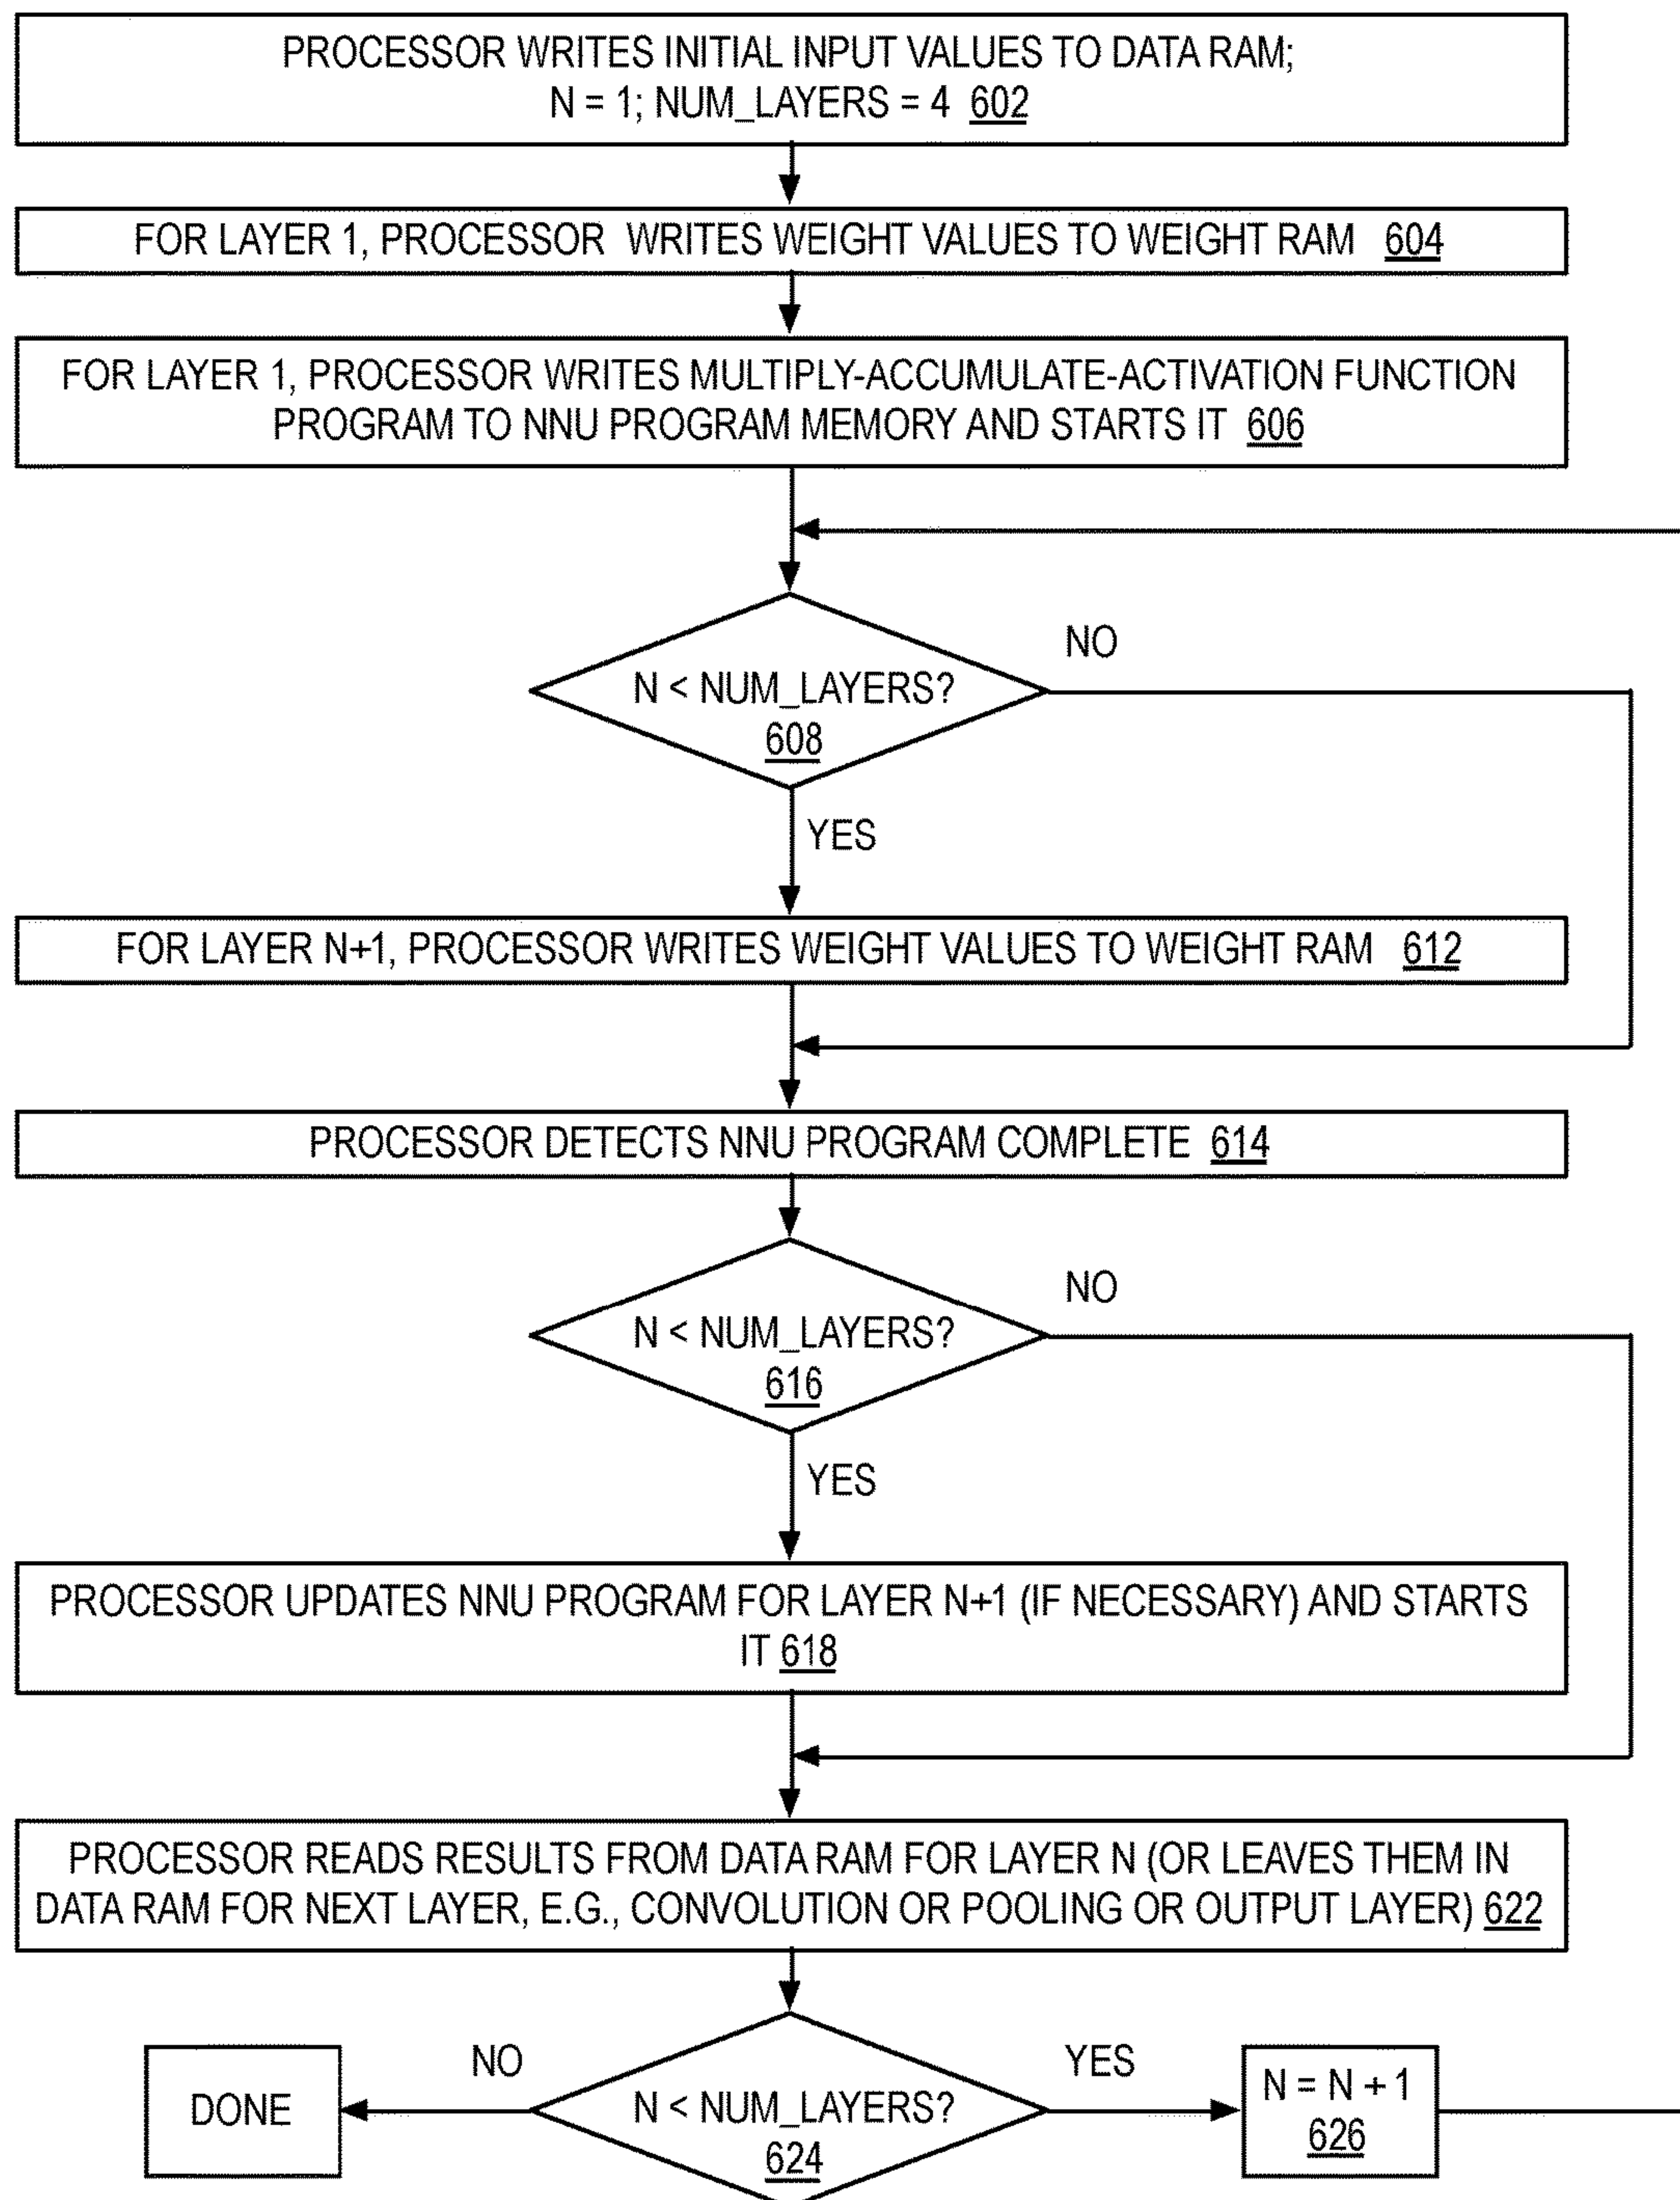 PROCESSOR WRITES INITIAL INPUT VALUES TO DATA RAM;
N = 1; NUM_LAYERS = 4 602
FOR LAYER 1, PROCESSOR WRITES WEIGHT VALUES TO WEIGHT RAM 604
FOR LAYER 1, PROCESSOR WRITES MULTIPLY-ACCUMULATE-ACTIVATION FUNCTION
PROGRAM TO NNU PROGRAM MEMORY AND STARTS IT 606
NO
N < NUM_LAYERS?
608
YES
FOR LAYER N+1, PROCESSOR WRITES WEIGHT VALUES TO WEIGHT RAM 612
PROCESSOR DETECTS NNU PROGRAM COMPLETE 614
NO
N < NUM_LAYERS?
616
YES
PROCESSOR UPDATES NNU PROGRAM FOR LAYER N+1 (IF NECESSARY) AND STARTS
IT 618
PROCESSOR READS RESULTS FROM DATA RAM FOR LAYER N (OR LEAVES THEM IN
DATA RAM FOR NEXT LAYER, E.G., CONVOLUTION OR POOLING OR OUTPUT LAYER) 622
NO
YES
DONE
N < NUM_LAYERS?
624
N = N + 1
626